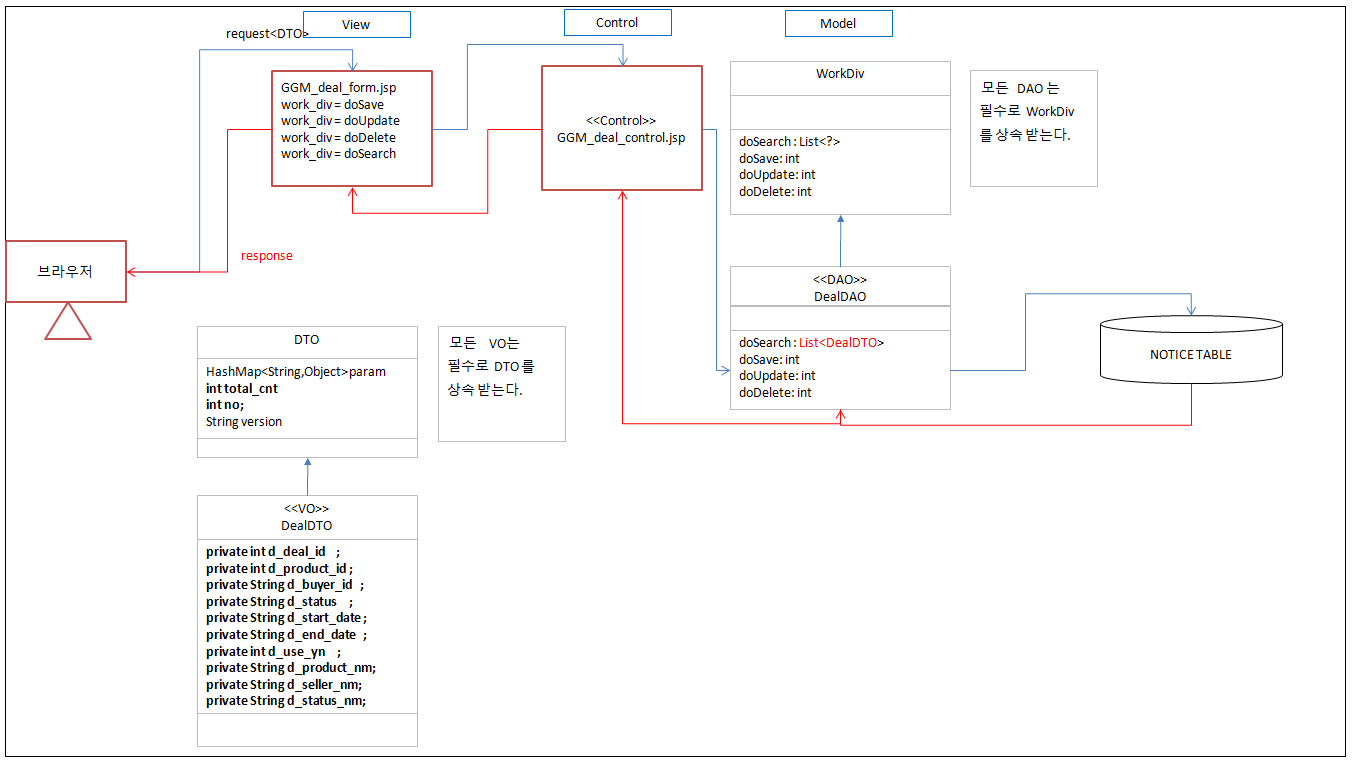 View
Control
Model
request<DTO>
GGM_deal_form.jsp
work_div = doSave
work_div = doUpdate
work_div = doDelete
work_div = doSearch
<<Control>>
GGM_deal_control.jsp
WorkDiv
doSearch : List<?>
doSave: int
doUpdate: int
doDelete: int
모든 DAO 는
필수로 WorkDiv
를 상속 받는다.
response
브라우저
<<DAO>>
DealDAO
doSearch : List<DealDTO>
doSave: int
doUpdate: int
doDelete: int
NOTICE TABLE
DTO
HashMap<String,Object>param
int total_cnt
int no;
String version
모든 VO는
필수로 DTO 를
상속 받는다.
<<VO>>
DealDTO
private int d_deal_id ;
private int d_product_id ;
private String d_buyer_id ;
private String d_status ;
private String d_start_date ;
private String d_end_date ;
private int d_use_yn ;
private String d_product_nm;
private String d_seller_nm;
private String d_status_nm;